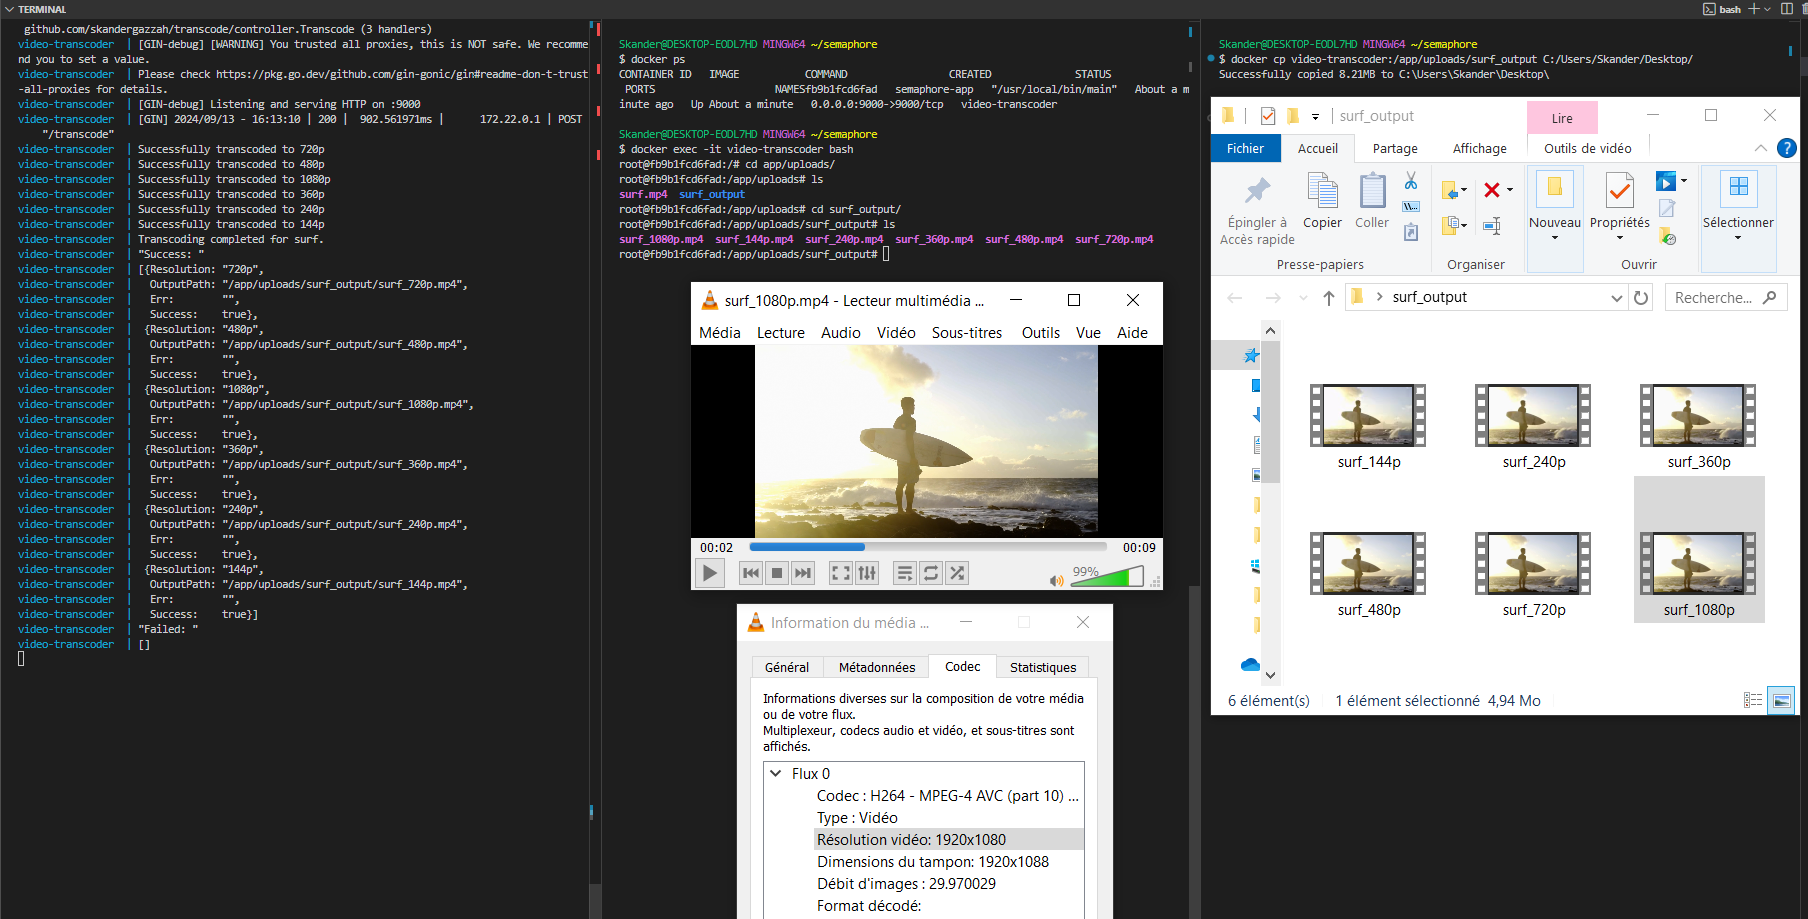 TERMINAL
bash
github.com/skandergazzah/transcode/controller.Transcode (3 handlers)
video-transcoder | [GIN-debug] [WARNING] You trusted all proxies, this is NOT safe. We recomme
nd you to set a value.
video-transcoder | Please check https://pkg.go.dev/github.com/gin-gonic/gin#readme-don-t-trust
-all-proxies for details.
video-transcoder | [GIN-debug] Listening and serving HTTP on :9000
video-transcoder | [GIN] 2024/09/13 - 16:13:10 | 200 | 902.561971ms | 172.22.0.1 | POST
"/transcode"
video-transcoder | Successfully transcoded to 720p
video-transcoder | Successfully transcoded to 480p
video-transcoder | Successfully transcoded to 1080p
video-transcoder | Successfully transcoded to 360p
video-transcoder | Successfully transcoded to 240p
video-transcoder | Successfully transcoded to 144p
video-transcoder | Transcoding completed for surf.
video-transcoder | "Success: "
video-transcoder | [{Resolution: "720p",
video-transcoder | OutputPath: "/app/uploads/surf_output/surf_720p.mp4",
video-transcoder | Err: "",
video-transcoder | Success: true},
video-transcoder | {Resolution: "480p",
video-transcoder | OutputPath: "/app/uploads/surf_output/surf_480p.mp4",
video-transcoder | Err: "",
video-transcoder | Success: true},
video-transcoder | {Resolution: "1080p",
video-transcoder | OutputPath: "/app/uploads/surf_output/surf_1080p.mp4",
video-transcoder | Err: "",
video-transcoder | Success: true},
video-transcoder | {Resolution: "360p",
video-transcoder | OutputPath: "/app/uploads/surf_output/surf_360p.mp4",
video-transcoder | Err: "",
video-transcoder | Success: true},
video-transcoder | {Resolution: "240p",
video-transcoder | OutputPath: "/app/uploads/surf_output/surf_240p.mp4",
video-transcoder | Err: "",
video-transcoder | Success: true},
video-transcoder | {Resolution: "144p",
video-transcoder | OutputPath: "/app/uploads/surf_output/surf_144p.mp4",
video-transcoder | Err: "",
video-transcoder | Success: true}]
video-transcoder | "Failed: "
video-transcoder | []
Skander@DESKTOP-EODL7HD MINGW64 ~/semaphore
$ docker ps
CONTAINER ID IMAGE COMMAND CREATED STATUS
PORTS NAMESfb9b1fcd6fad semaphore-app "/usr/local/bin/main" About a m
inute ago Up About a minute 0.0.0.0:9000->9000/tcp video-transcoder
Skander@DESKTOP-EODL7HD MINGW64 ~/semaphore
$ docker exec -it video-transcoder bash
root@fb9b1fcd6fad:/# cd app/uploads/
root@fb9b1fcd6fad:/app/uploads# ls
surf.mp4 surf_output
root@fb9b1fcd6fad:/app/uploads# cd surf_output/
root@fb9b1fcd6fad:/app/uploads/surf_output# ls
surf_1080p.mp4 surf_144p.mp4 surf_240p.mp4 surf_360p.mp4 surf_480p.mp4 surf_720p.mp4
root@fb9b1fcd6fad:/app/uploads/surf_output#
surf_1080p.mp4 - Lecteur multimédia ...
Média Lecture Audio Vidéo Sous-titres Outils Vue Aide
00:02 00:09
99%
Information du média ...
Général Métadonnées Codec Statistiques
Informations diverses sur la composition de votre média
ou de votre flux.
Multiplexeur, codecs audio et vidéo, et sous-titres sont
affichés.
Flux 0
Codec : H264 - MPEG-4 AVC (part 10) ...
Type : Vidéo
Résolution vidéo: 1920x1080
Dimensions du tampon: 1920x1088
Débit d'images : 29.970029
Format décodé:
Skander@DESKTOP-EODL7HD MINGW64 ~/semaphore
$ docker cp video-transcoder:/app/uploads/surf_output C:/Users/Skander/Desktop/
Successfully copied 8.21MB to C:\Users\Skander\Desktop\
surf_output
Lire
Fichier Accueil Partage Affichage Outils de vidéo
Épingler à
Accès rapide
Copier
Coller
Nouveau
Propriétés
Sélectionner
Presse-papiers Organiser Ouvrir
surf_output
Recherche...
surf_144p surf_240p surf_360p
surf_480p surf_720p surf_1080p
6 élément(s) 1 élément sélectionné 4,94 Mo